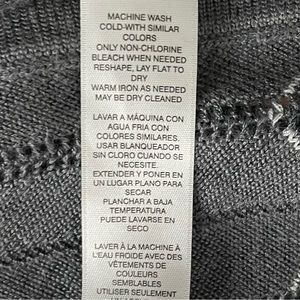 MACHINE WASH
COLD-WITH SIMILAR
COLORS
ONLY NON-CHLORINE
BLEACH WHEN NEEDED
RESHAPE, LAY FLAT TO
DRY
WARM IRON AS NEEDED
MAY BE DRY CLEANED
LAVAR A MÁQUINA CON
AGUA FRIA CON
COLORES SIMILARES.
USAR BLANQUEADOR
SIN CLORO CUANDO SE
NECESITE.
EXTENDER Y PONER EN
UN LUGAR PLANO PARA
SECAR
PLANCHAR A BAJA
TEMPERATURA
PUEDE LAVARSE EN
SECO
LAVER À LA MACHINE À
L'EAU FROIDE AVEC DES
VÊTEMENTS DE
COULEURS
SEMBLABLES
UTILISER SEULEMENT